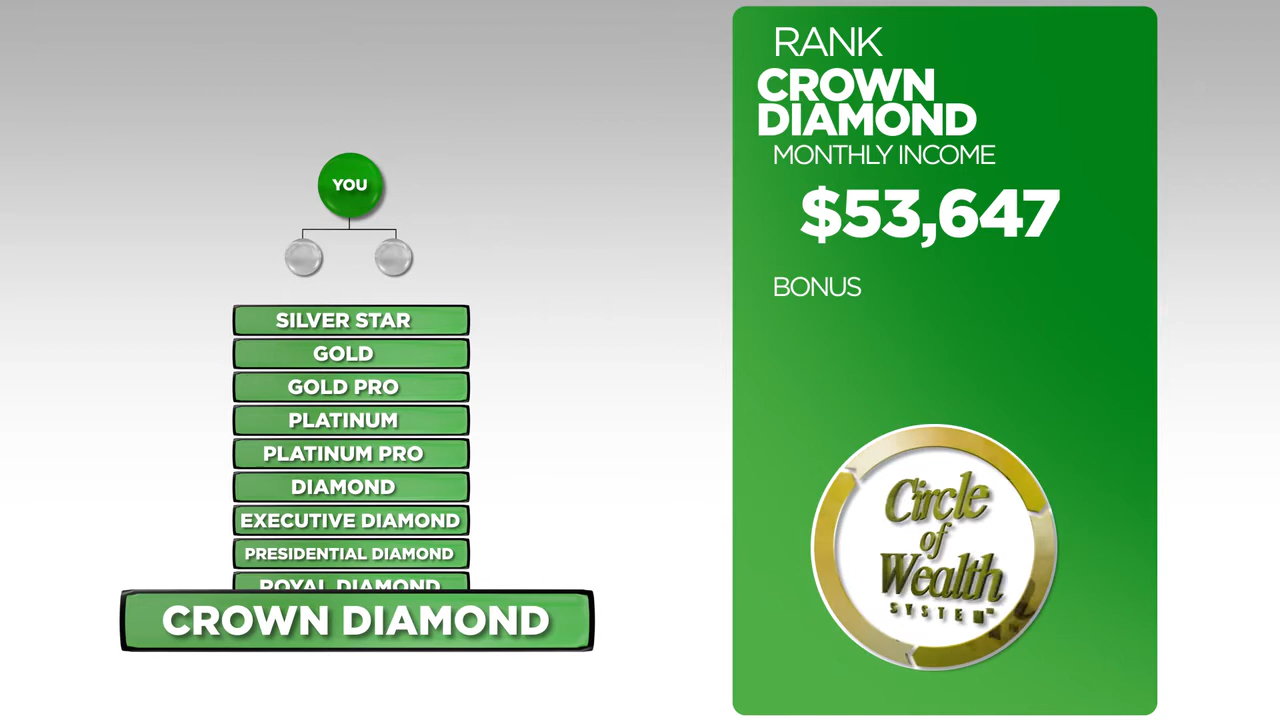 YOU
SILVER STAR
GOLD
GOLD PRO
PLATINUM
PLATINUM PRO
DIAMOND
EXECUTIVE DIAMOND
PRESIDENTIAL DIAMOND
ROYAL DIAMOND
CROWN DIAMOND
RANK
CROWN
DIAMOND
MONTHLY INCOME
$53,647
BONUS
Circle
of
Wealth
SYSTEM